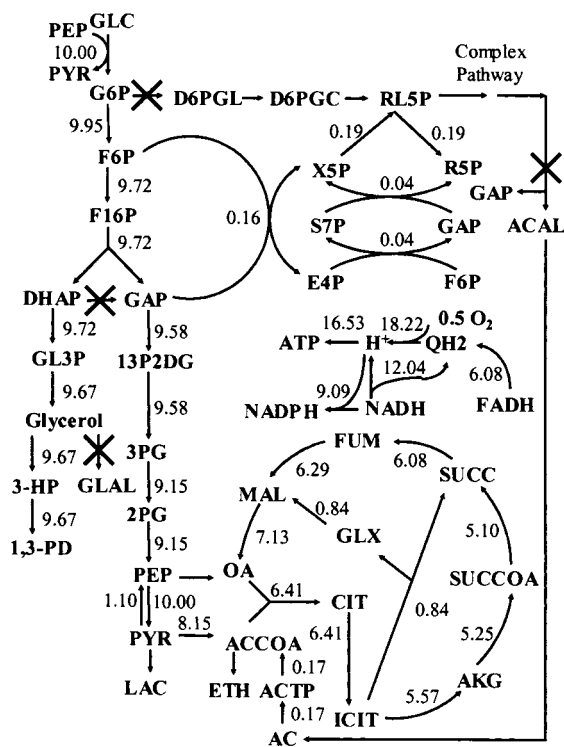 PEP GLC
10.00
PYR
G6P
D6PGL
D6PGC
RL5P
Complex
Pathway
9.95
0.19
0.19
F6P
X5P
R5P
9.72
0.04
GAP
F16P
0.16
S7P
GAP
ACAL
9.72
0.04
E4P
F6P
DHAP
GAP
9.72
9.58
16.53
18.22
0.5 O2
GL3P
13P2DG
ATP
H+
QH2
9.67
9.09
12.04
6.08
9.58
NADPH
NADH
FADH
Glycerol
FUM
9.67
3PG
6.29
6.08
SUCC
3-HP
GLAL
9.15
MAL
0.84
9.67
2PG
7.13
GLX
5.10
1,3-PD
9.15
PEP
OA
SUCCOA
1.10
10.00
6.41
CIT
0.84
PYR
8.15
ACCOA
6.41
5.25
0.17
AKG
LAC
ETH
ACTP
5.57
0.17
ICIT
AC